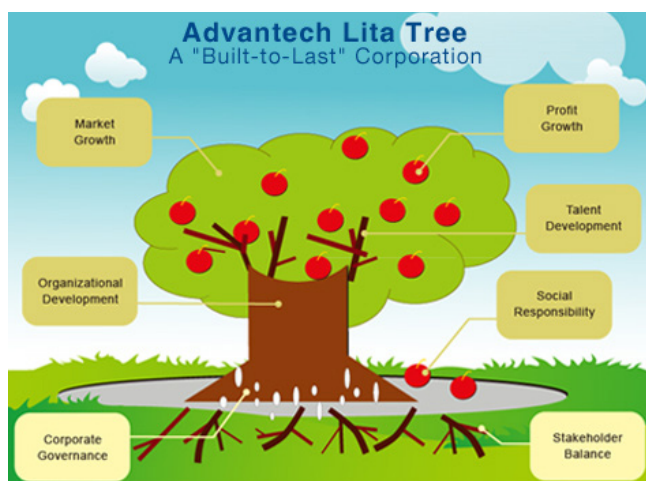 Advantech Lita Tree
A "Built-to-Last" Corporation
Market
Growth
Profit
Growth
Talent
Development
Organizational
Development
Social
Responsibility
Corporate
Governance
Stakeholder
Balance